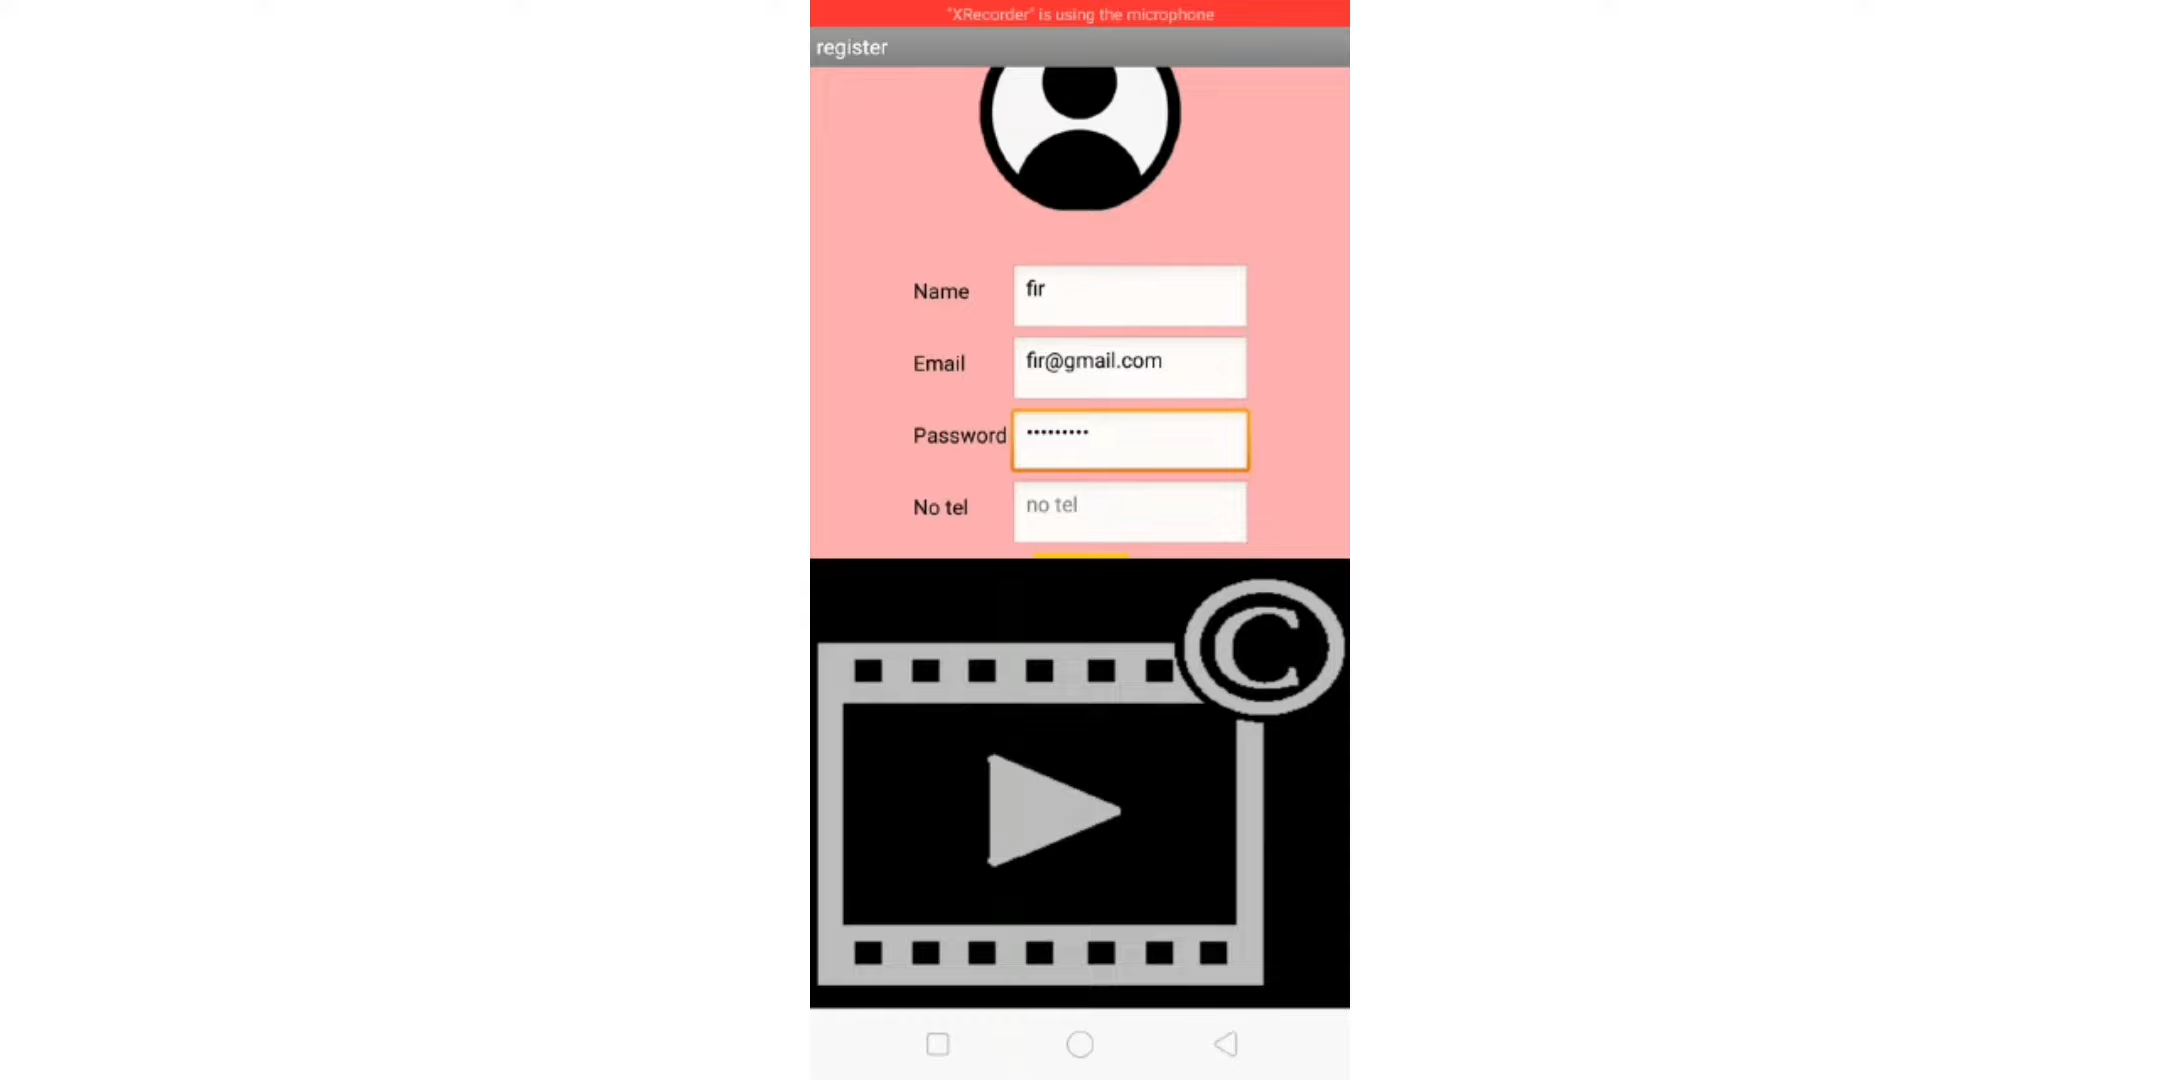 "XRecorder" is using the microphone
register
Name
fir
Email
fir@gmail.com
Password
•••••••••
No tel
no tel
C